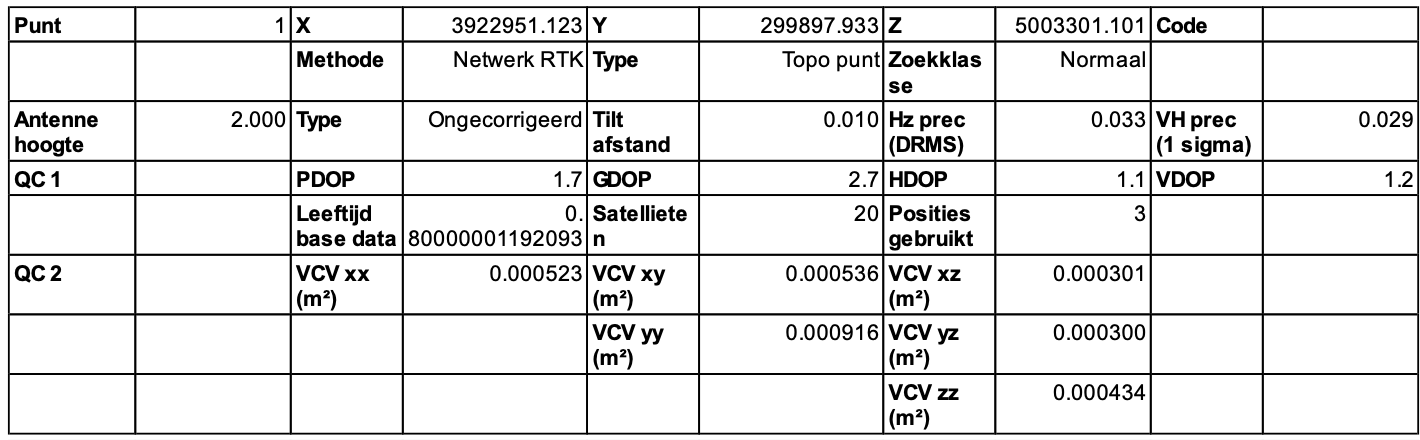 Punt 1 X 3922951.123 Y 299897.933 Z 5003301.101 Code
Methode Netwerk RTK Type Topo punt Zoekklas Normaal
se
Antenne 2.000 Type Ongecorrigeerd Tilt 0.010 Hz prec 0.033 VH prec 0.029
hoogte afstand (DRMS) (1 sigma)
QC 1 PDOP 1.7 GDOP 2.7 HDOP 1.1 VDOP 1.2
Leeftijd 0. Satelliete 20 Posities 3
base data 80000001192093 n gebruikt
QC 2 VCV xx 0.000523 VCV xy 0.000536 VCV xz 0.000301
(m²) (m²) (m²)
VCV yy 0.000916 VCV yz 0.000300
(m²) (m²)
VCV zz 0.000434
(m²)